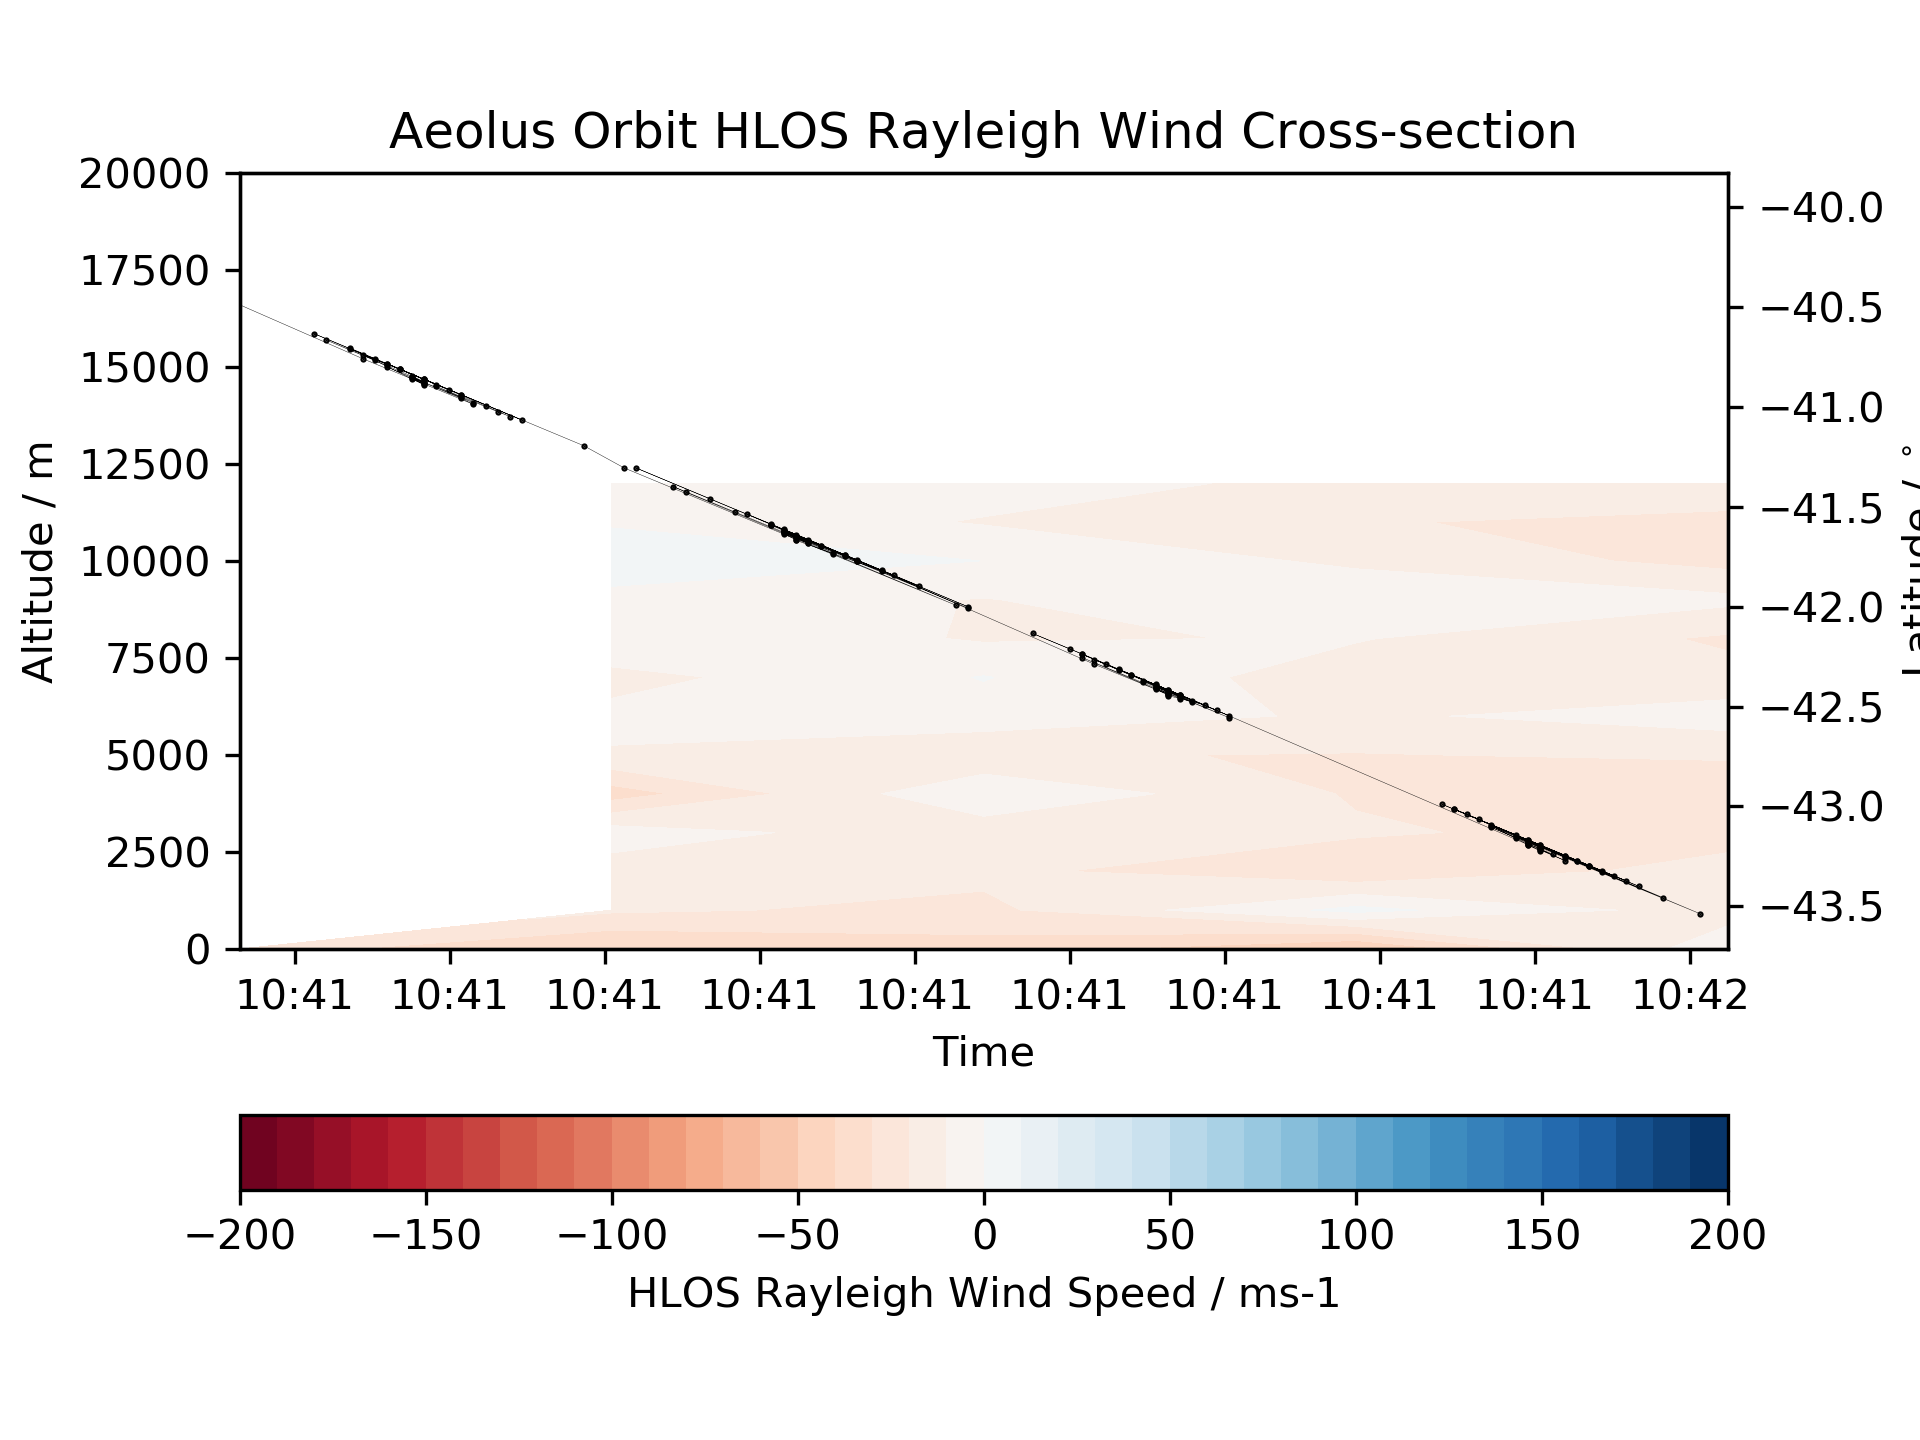 Aeolus Orbit HLOS Rayleigh Wind Cross-section
20000
17500
15000
12500
10000
7500
5000
2500
0
Altitude / m
−40.0
−40.5
−41.0
−41.5
−42.0
−42.5
−43.0
−43.5
Latitude / °
10:41 10:41 10:41 10:41 10:41 10:41 10:41 10:41 10:41 10:42
Time
−200 −150 −100 −50 0 50 100 150 200
HLOS Rayleigh Wind Speed / ms-1